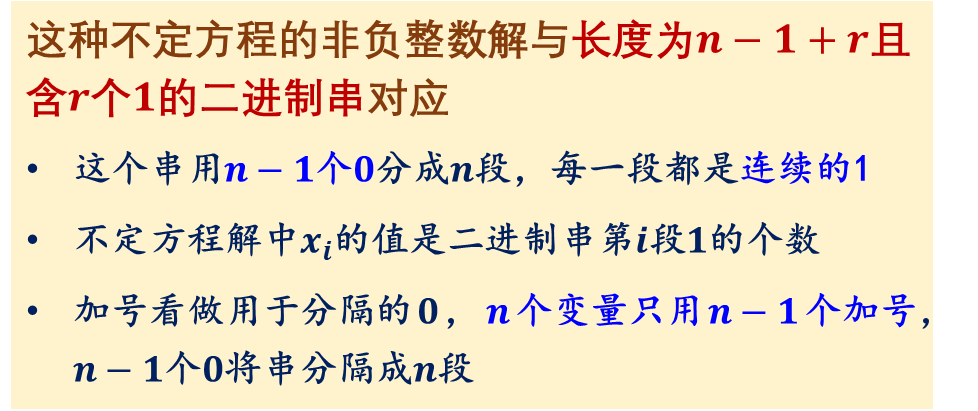 这种不定方程的非负整数解与长度为n − 1 + r且
含r个1的二进制串对应
• 这个串用n − 1个0分成n段，每一段都是连续的1
• 不定方程解中xᵢ的值是二进制串第i段1的个数
• 加号看做用于分隔的0，n个变量只用n − 1个加号，
n − 1个0将串分隔成n段